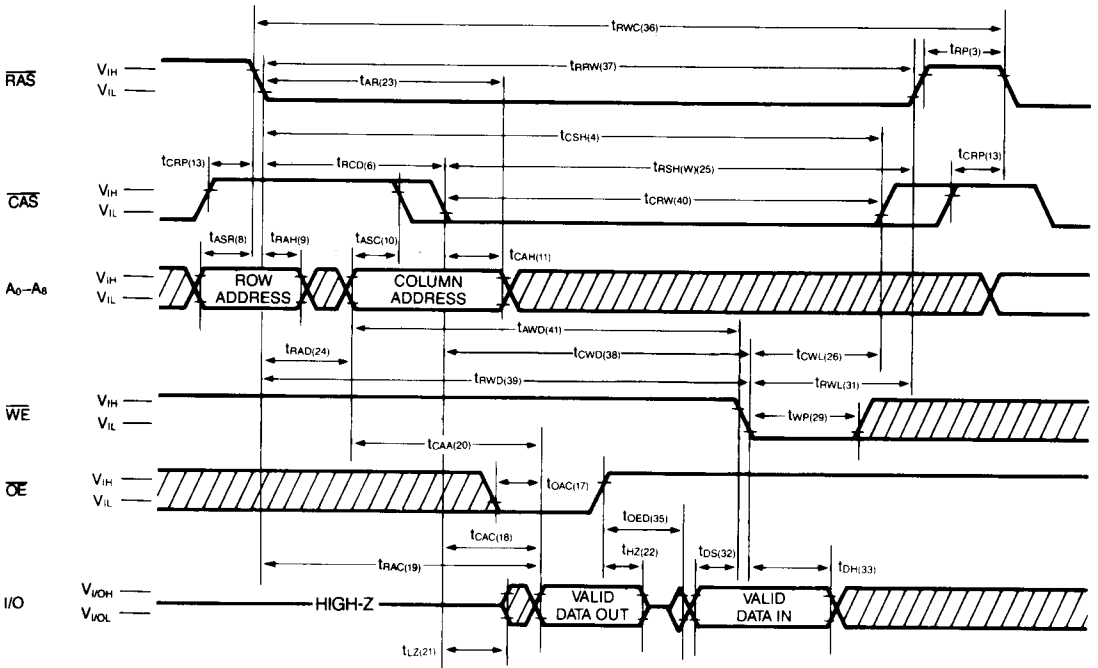 tRWC(36)
tRP(3)
RAS
VIH
VIL
tRRW(37)
tAR(23)
tCSH(4)
tCRP(13)
tRCD(6)
tRSH(W)(25)
tCRP(13)
CAS
VIH
VIL
tCRW(40)
tASR(8)
tRAH(9)
tASC(10)
tCAH(11)
A0–A8
VIH
VIL
ROW
ADDRESS
COLUMN
ADDRESS
tAWD(41)
tRAD(24)
tCWD(38)
tCWL(26)
tRWD(39)
tRWL(31)
WE
VIH
VIL
tWP(29)
tCAA(20)
OE
VIH
VIL
tOAC(17)
tOED(35)
tCAC(18)
tHZ(22)
tDS(32)
tRAC(19)
tDH(33)
I/O
VI/OH
VI/OL
HIGH-Z
VALID
DATA OUT
VALID
DATA IN
tLZ(21)